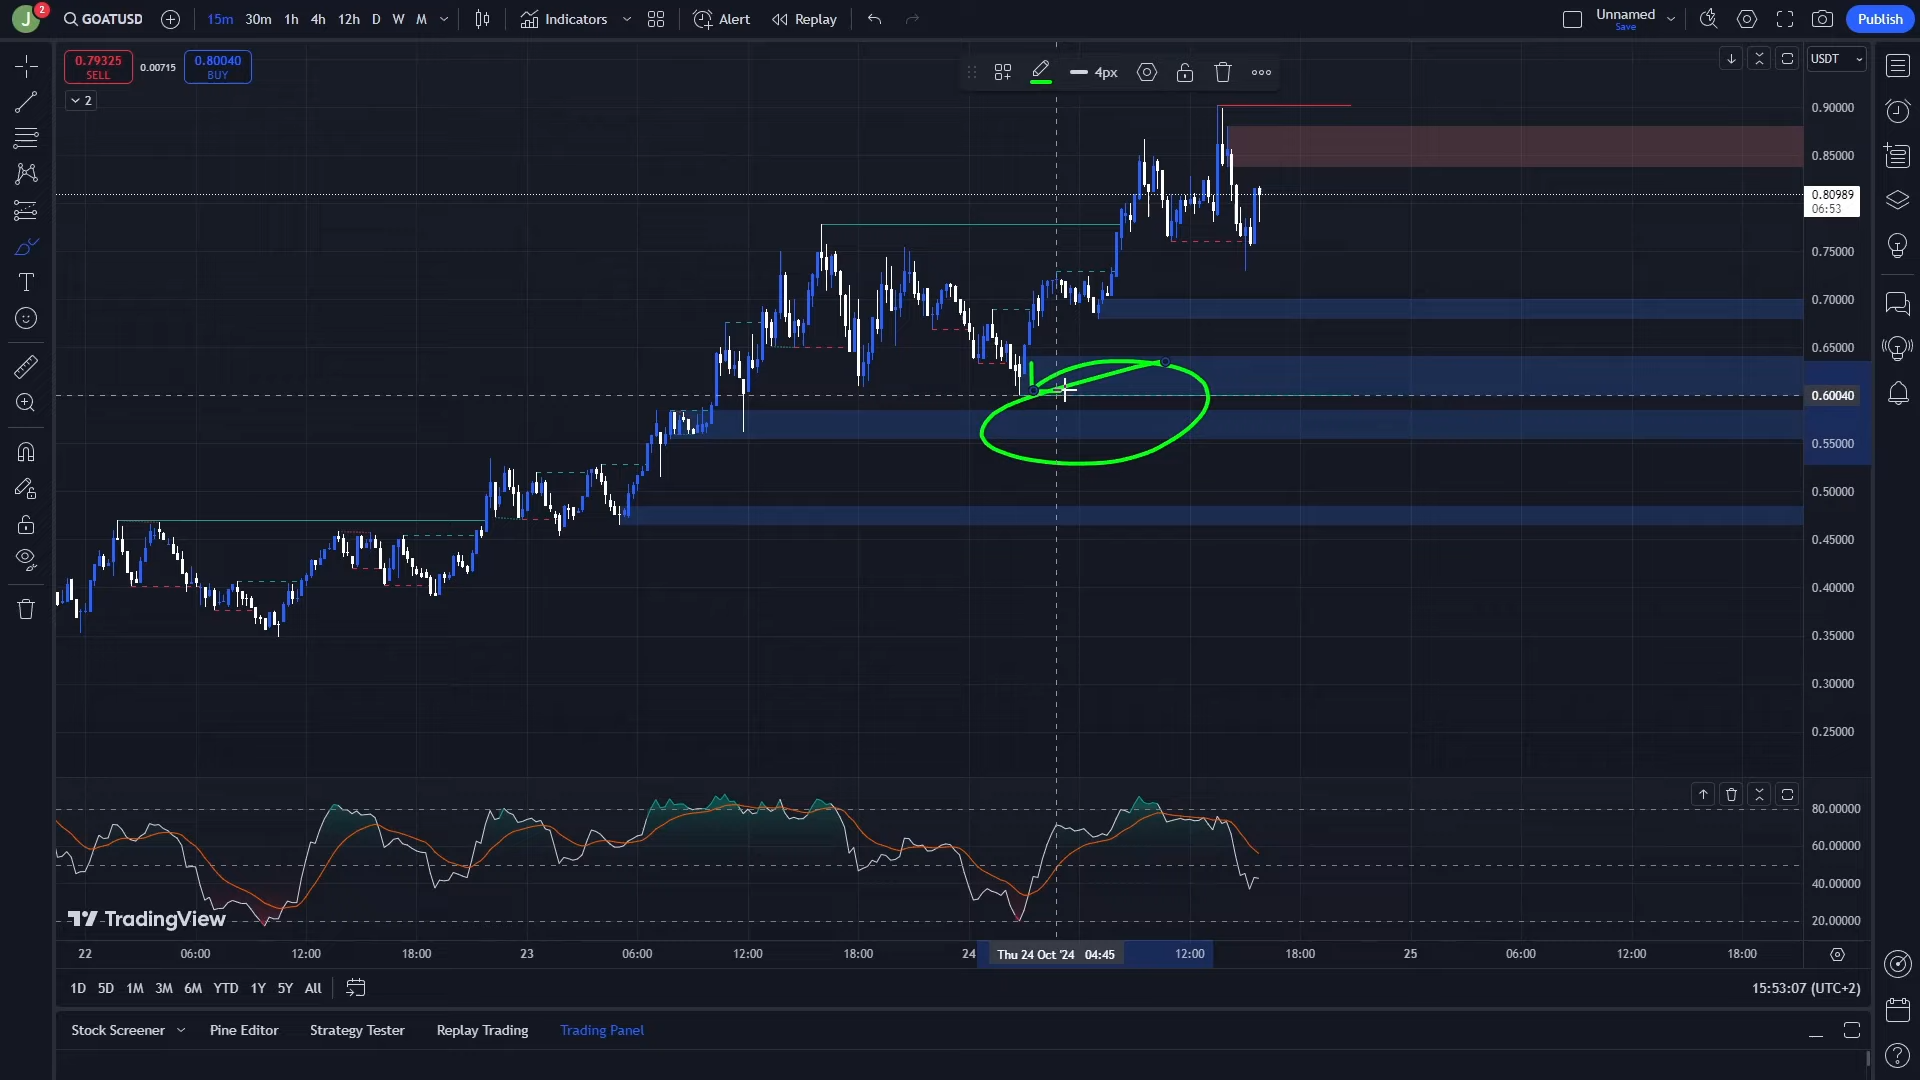 J 2 GOATUSD 15m 30m 1h 4h 12h D W M Indicators Alert Replay Unnamed Save Publish
0.79325 SELL 0.00715 0.80040 BUY
2
4px
USDT
0.90000
0.85000
0.80989
06:53
0.75000
0.70000
0.65000
0.60040
0.55000
0.50000
0.45000
0.40000
0.35000
0.30000
0.25000
80.00000
60.00000
40.00000
20.00000
TradingView
22 06:00 12:00 18:00 23 06:00 12:00 18:00 24 Thu 24 Oct '24 04:45 12:00 18:00 25 06:00 12:00 18:00
1D 5D 1M 3M 6M YTD 1Y 5Y All 15:53:07 (UTC+2)
Stock Screener Pine Editor Strategy Tester Replay Trading Trading Panel